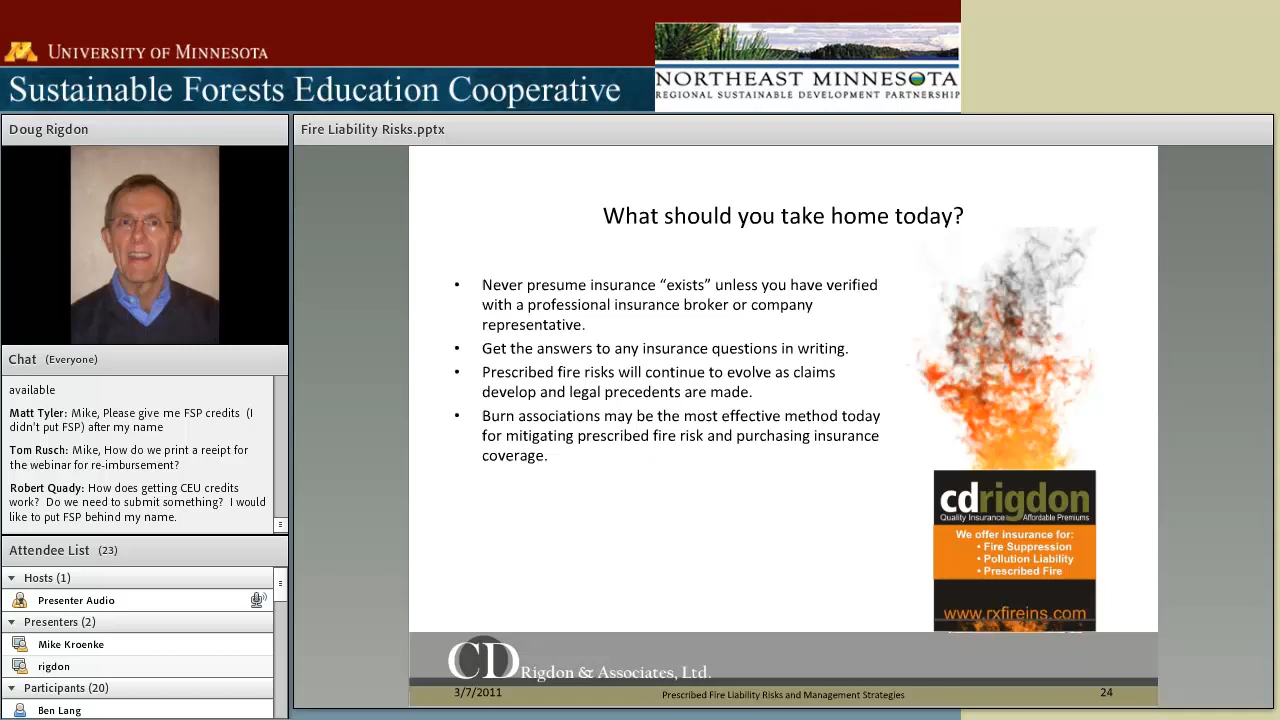 UNIVERSITY OF MINNESOTA
Sustainable Forests Education Cooperative
NORTHEAST MINNESOTA
REGIONAL SUSTAINABLE DEVELOPMENT PARTNERSHIP
Doug Rigdon
Chat (Everyone)
available
Matt Tyler: Mike, Please give me FSP credits (I
didn't put FSP) after my name
Tom Rusch: Mike, How do we print a reeipt for
the webinar for re-imbursement?
Robert Quady: How does getting CEU credits
work? Do we need to submit something? I would
like to put FSP behind my name.
Attendee List (23)
Hosts (1)
Presenter Audio
Presenters (2)
Mike Kroenke
rigdon
Participants (20)
Ben Lang
Fire Liability Risks.pptx
What should you take home today?
• Never presume insurance “exists” unless you have verified
with a professional insurance broker or company
representative.
• Get the answers to any insurance questions in writing.
• Prescribed fire risks will continue to evolve as claims
develop and legal precedents are made.
• Burn associations may be the most effective method today
for mitigating prescribed fire risk and purchasing insurance
coverage.
cdrigdon
Quality Insurance Affordable Premiums
We offer insurance for:
• Fire Suppression
• Pollution Liability
• Prescribed Fire
www.rxfireins.com
CD Rigdon & Associates, Ltd.
3/7/2011
Prescribed Fire Liability Risks and Management Strategies
24